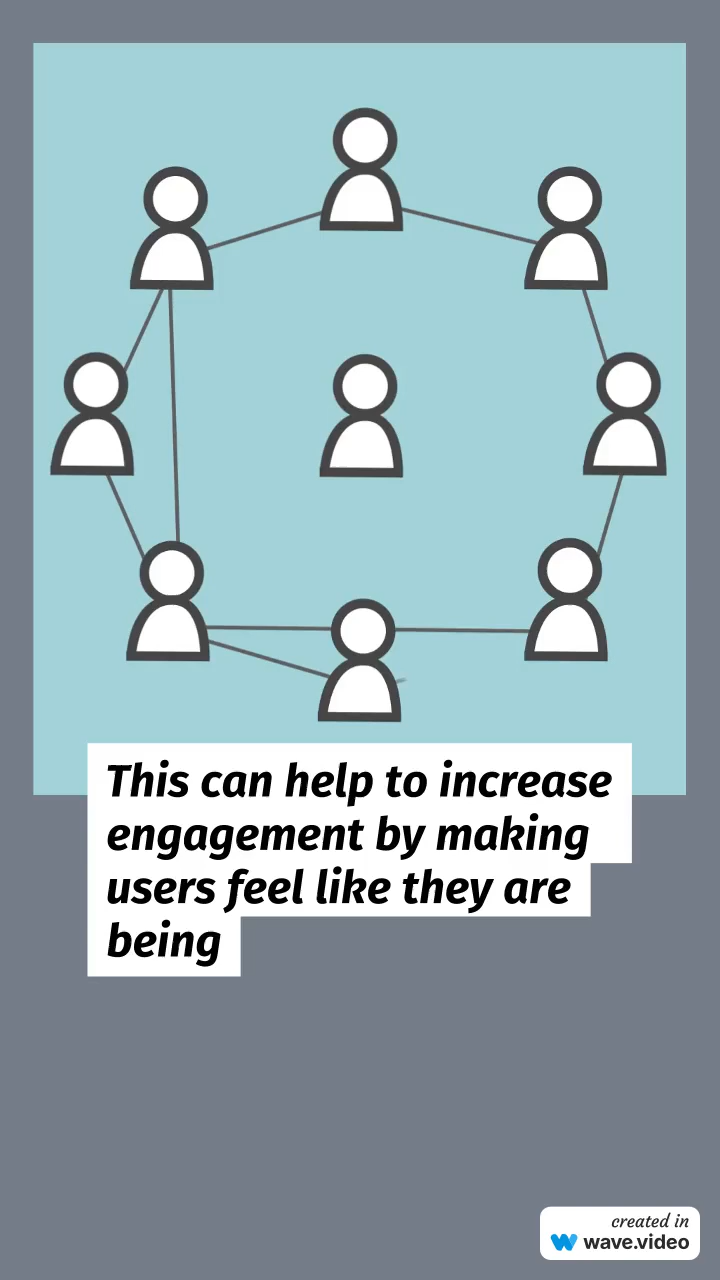 This can help to increase
engagement by making
users feel like they are
being
created in
wave.video